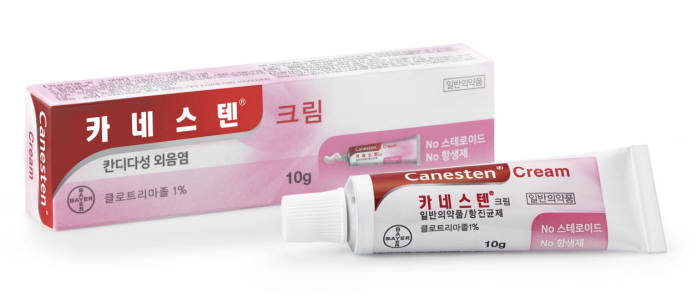 Canesten®
Cream
카네스텐®
크림
일반의약품
칸디다성 외음염
No 스테로이드
No 항생제
BAYER
BAYER
클로트리마졸 1%
10g
Canesten® Cream
카네스텐® 크림
일반의약품
일반의약품/항진균제
클로트리마졸1%
BAYER
BAYER
10g
No 스테로이드
No 항생제